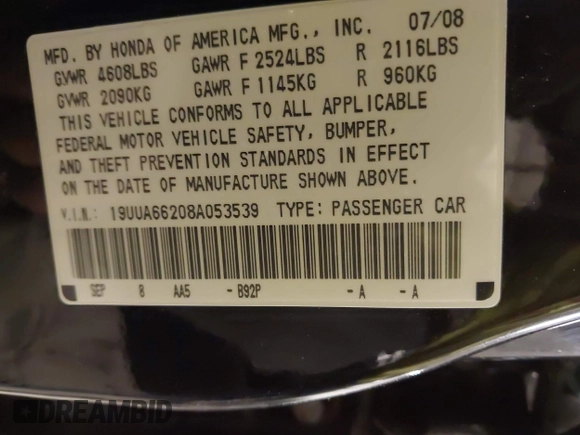 MFD. BY HONDA OF AMERICA MFG., INC. 07/08
GVWR 4608LBS GAWR F 2524LBS R 2116LBS
GVWR 2090KG GAWR F 1145KG R 960KG
THIS VEHICLE CONFORMS TO ALL APPLICABLE
FEDERAL MOTOR VEHICLE SAFETY, BUMPER,
AND THEFT PREVENTION STANDARDS IN EFFECT
ON THE DATE OF MANUFACTURE SHOWN ABOVE.
V.I.N.: 19UUA66208A053539 TYPE: PASSENGER CAR
SEP 8 AA5 - B92P - A - A
DREAMBID